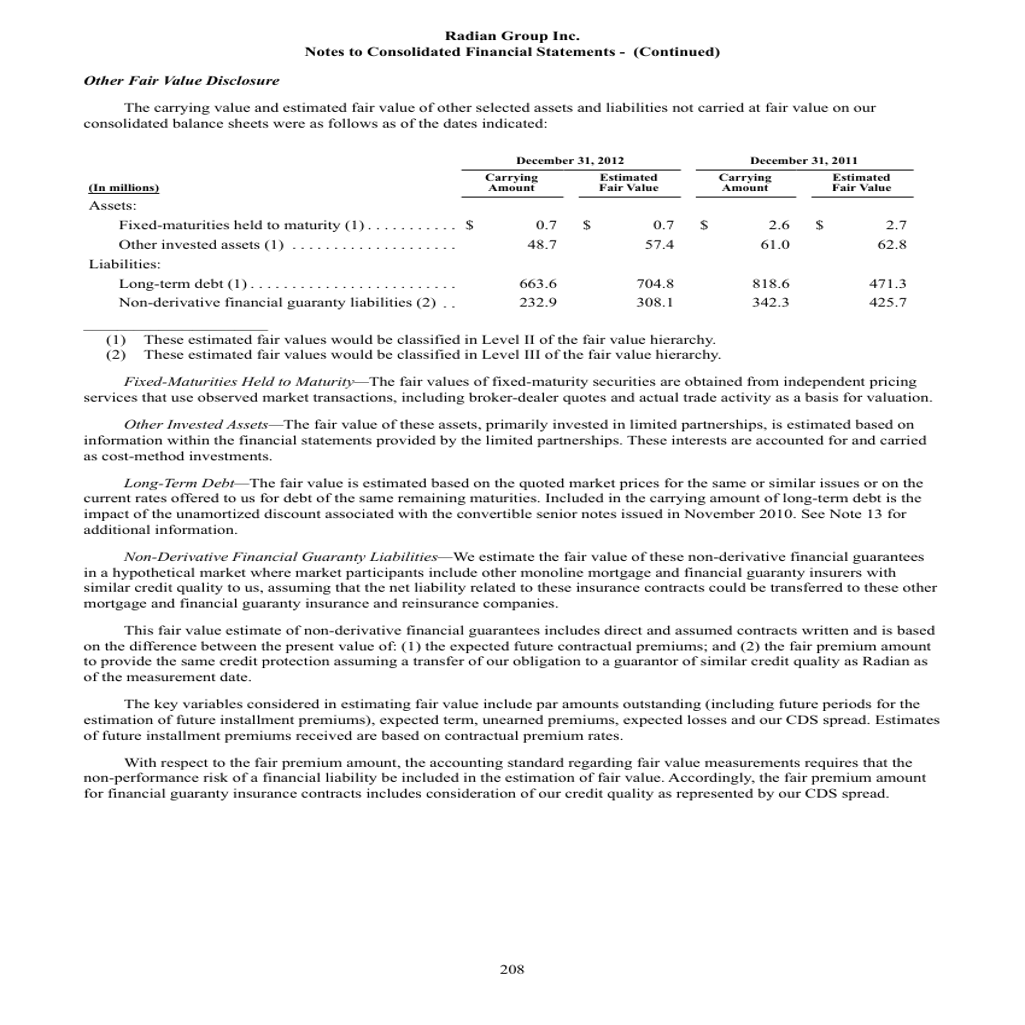 Radian Group Inc.
Notes to Consolidated Financial Statements - (Continued)
Other Fair Value Disclosure
The carrying value and estimated fair value of other selected assets and liabilities not carried at fair value on our
consolidated balance sheets were as follows as of the dates indicated:
December 31, 2012 December 31, 2011
(In millions) Carrying Amount Estimated Fair Value Carrying Amount Estimated Fair Value
Assets:
Fixed-maturities held to maturity (1) . . . . . . . . . . . $ 0.7 $ 0.7 $ 2.6 $ 2.7
Other invested assets (1) . . . . . . . . . . . . . . . . . . . . 48.7 57.4 61.0 62.8
Liabilities:
Long-term debt (1) . . . . . . . . . . . . . . . . . . . . . . . . . 663.6 704.8 818.6 471.3
Non-derivative financial guaranty liabilities (2) . . 232.9 308.1 342.3 425.7
(1) These estimated fair values would be classified in Level II of the fair value hierarchy.
(2) These estimated fair values would be classified in Level III of the fair value hierarchy.
Fixed-Maturities Held to Maturity—The fair values of fixed-maturity securities are obtained from independent pricing
services that use observed market transactions, including broker-dealer quotes and actual trade activity as a basis for valuation.
Other Invested Assets—The fair value of these assets, primarily invested in limited partnerships, is estimated based on
information within the financial statements provided by the limited partnerships. These interests are accounted for and carried
as cost-method investments.
Long-Term Debt—The fair value is estimated based on the quoted market prices for the same or similar issues or on the
current rates offered to us for debt of the same remaining maturities. Included in the carrying amount of long-term debt is the
impact of the unamortized discount associated with the convertible senior notes issued in November 2010. See Note 13 for
additional information.
Non-Derivative Financial Guaranty Liabilities—We estimate the fair value of these non-derivative financial guarantees
in a hypothetical market where market participants include other monoline mortgage and financial guaranty insurers with
similar credit quality to us, assuming that the net liability related to these insurance contracts could be transferred to these other
mortgage and financial guaranty insurance and reinsurance companies.
This fair value estimate of non-derivative financial guarantees includes direct and assumed contracts written and is based
on the difference between the present value of: (1) the expected future contractual premiums; and (2) the fair premium amount
to provide the same credit protection assuming a transfer of our obligation to a guarantor of similar credit quality as Radian as
of the measurement date.
The key variables considered in estimating fair value include par amounts outstanding (including future periods for the
estimation of future installment premiums), expected term, unearned premiums, expected losses and our CDS spread. Estimates
of future installment premiums received are based on contractual premium rates.
With respect to the fair premium amount, the accounting standard regarding fair value measurements requires that the
non-performance risk of a financial liability be included in the estimation of fair value. Accordingly, the fair premium amount
for financial guaranty insurance contracts includes consideration of our credit quality as represented by our CDS spread.
208